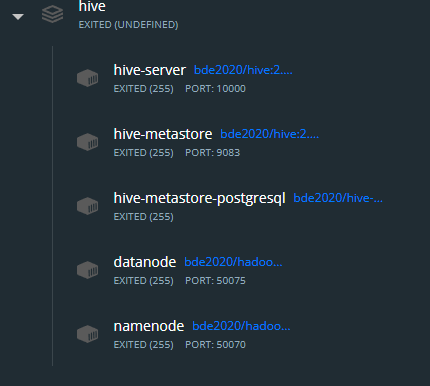 hive
EXITED (UNDEFINED)
hive-server bde2020/hive:2....
EXITED (255) PORT: 10000
hive-metastore bde2020/hive:2....
EXITED (255) PORT: 9083
hive-metastore-postgresql bde2020/hive-...
EXITED (255)
datanode bde2020/hadoo...
EXITED (255) PORT: 50075
namenode bde2020/hadoo...
EXITED (255) PORT: 50070